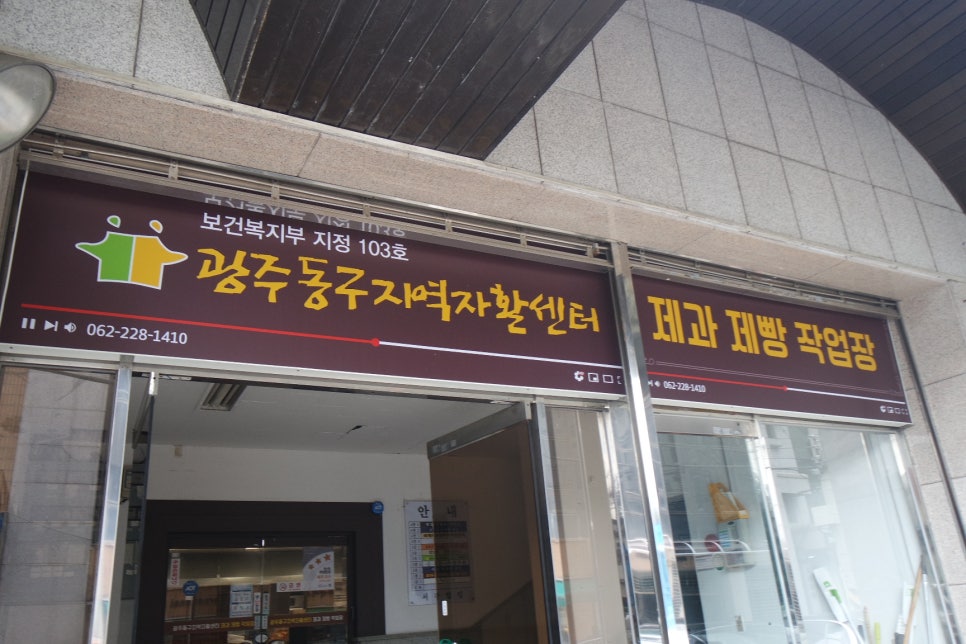 보건복지부 지정 103호
광주동구지역자활센터
062-228-1410
제과 제빵 작업장
062-228-1410
안 내